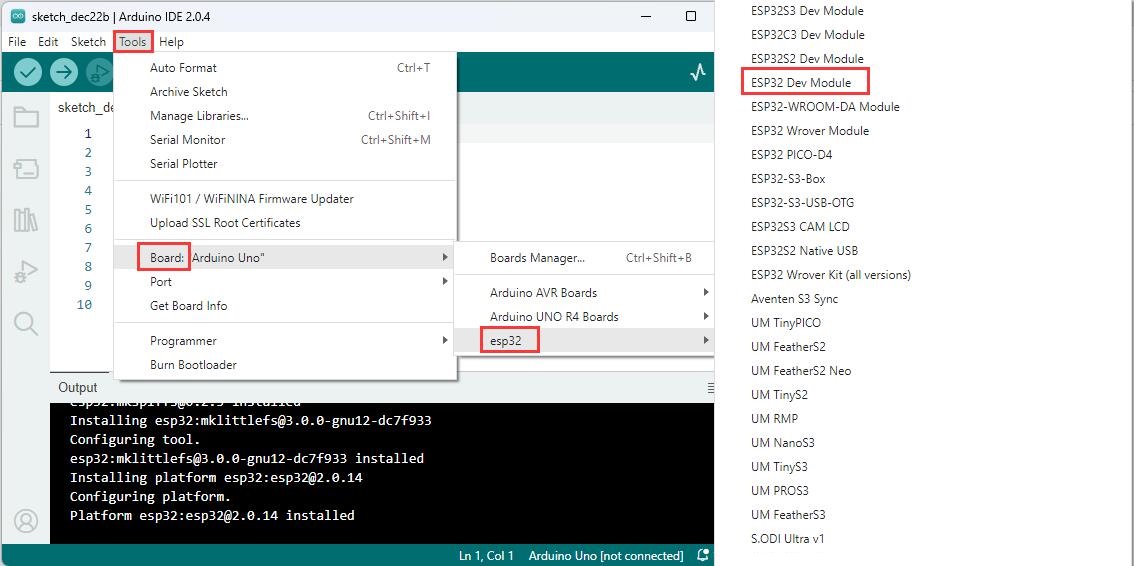 sketch_dec22b | Arduino IDE 2.0.4
File Edit Sketch Tools Help
sketch_de
1
2
3
4
5
6
7
8
9
10
Auto Format Ctrl+T
Archive Sketch
Manage Libraries... Ctrl+Shift+I
Serial Monitor Ctrl+Shift+M
Serial Plotter
WiFi101 / WiFiNINA Firmware Updater
Upload SSL Root Certificates
Board: "Arduino Uno"
Port
Get Board Info
Programmer
Burn Bootloader
Boards Manager... Ctrl+Shift+B
Arduino AVR Boards
Arduino UNO R4 Boards
esp32
Output
esp32:mkspiffs@0.2.3 installed
Installing esp32:mklittlefs@3.0.0-gnu12-dc7f933
Configuring tool.
esp32:mklittlefs@3.0.0-gnu12-dc7f933 installed
Installing platform esp32:esp32@2.0.14
Configuring platform.
Platform esp32:esp32@2.0.14 installed
Ln 1, Col 1 Arduino Uno [not connected]
ESP32S3 Dev Module
ESP32C3 Dev Module
ESP32S2 Dev Module
ESP32 Dev Module
ESP32-WROOM-DA Module
ESP32 Wrover Module
ESP32 PICO-D4
ESP32-S3-Box
ESP32-S3-USB-OTG
ESP32S3 CAM LCD
ESP32S2 Native USB
ESP32 Wrover Kit (all versions)
Aventen S3 Sync
UM TinyPICO
UM FeatherS2
UM FeatherS2 Neo
UM TinyS2
UM RMP
UM NanoS3
UM TinyS3
UM PROS3
UM FeatherS3
S.ODI Ultra v1